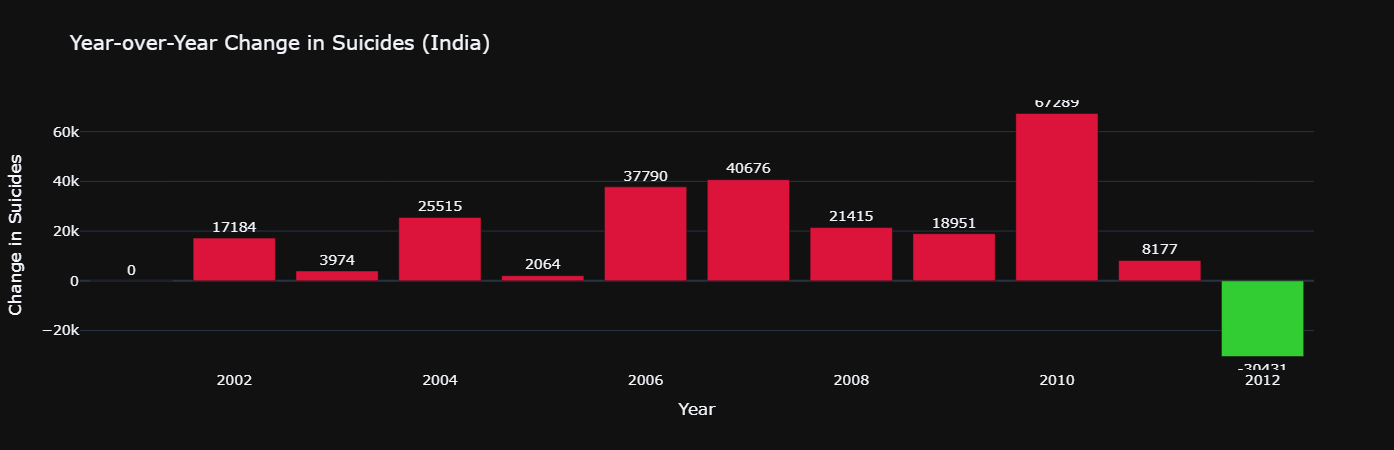 Year-over-Year Change in Suicides (India)
67289
60k
40676
40k
37790
25515
21415
20k
18951
17184
8177
3974
2064
0
0
−20k
-30431
2002
2004
2006
2008
2010
2012
Year
Change in Suicides